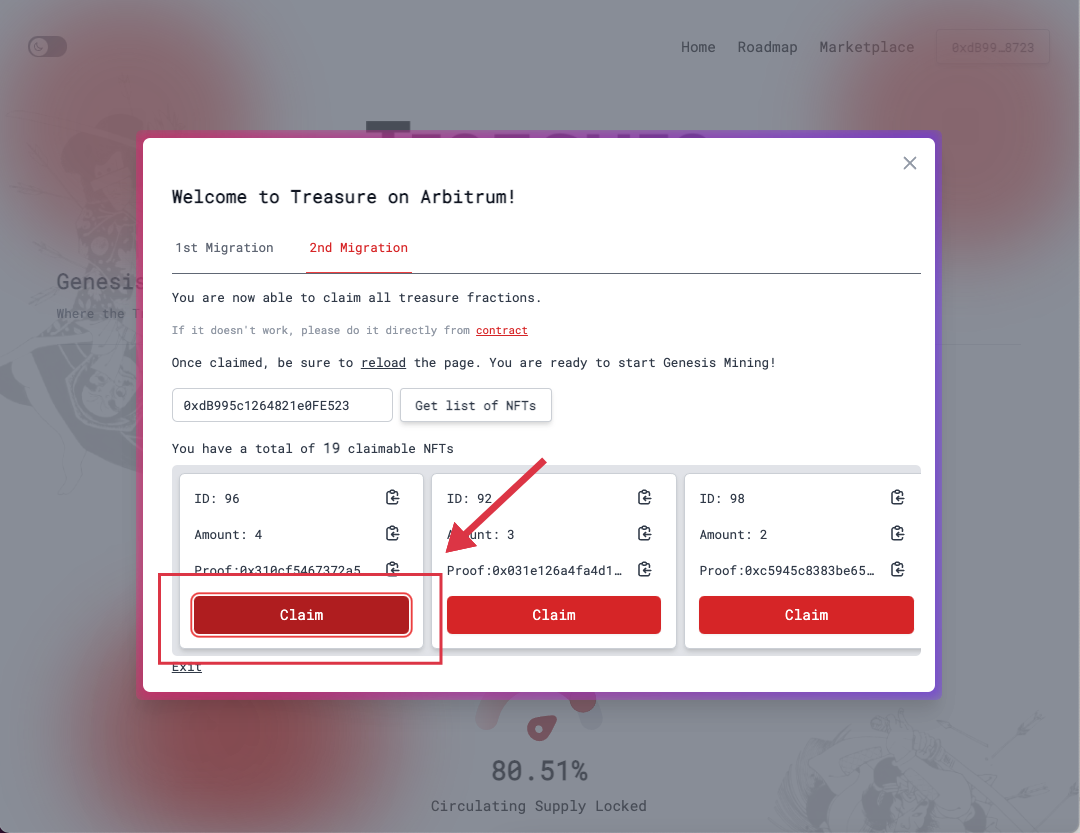 Home Roadmap Marketplace 0xdB99…8723
Welcome to Treasure on Arbitrum!
1st Migration 2nd Migration
You are now able to claim all treasure fractions.
If it doesn't work, please do it directly from contract
Genesis
Where the T
Once claimed, be sure to reload the page. You are ready to start Genesis Mining!
0xdB995c1264821e0FE523 Get list of NFTs
You have a total of 19 claimable NFTs
ID: 96 ID: 92 ID: 98
Amount: 4 Amount: 3 Amount: 2
Proof:0x310cf5467372a5 Proof:0x031e126a4fa4d1… Proof:0xc5945c8383be65…
Claim Claim Claim
Exit
80.51%
Circulating Supply Locked